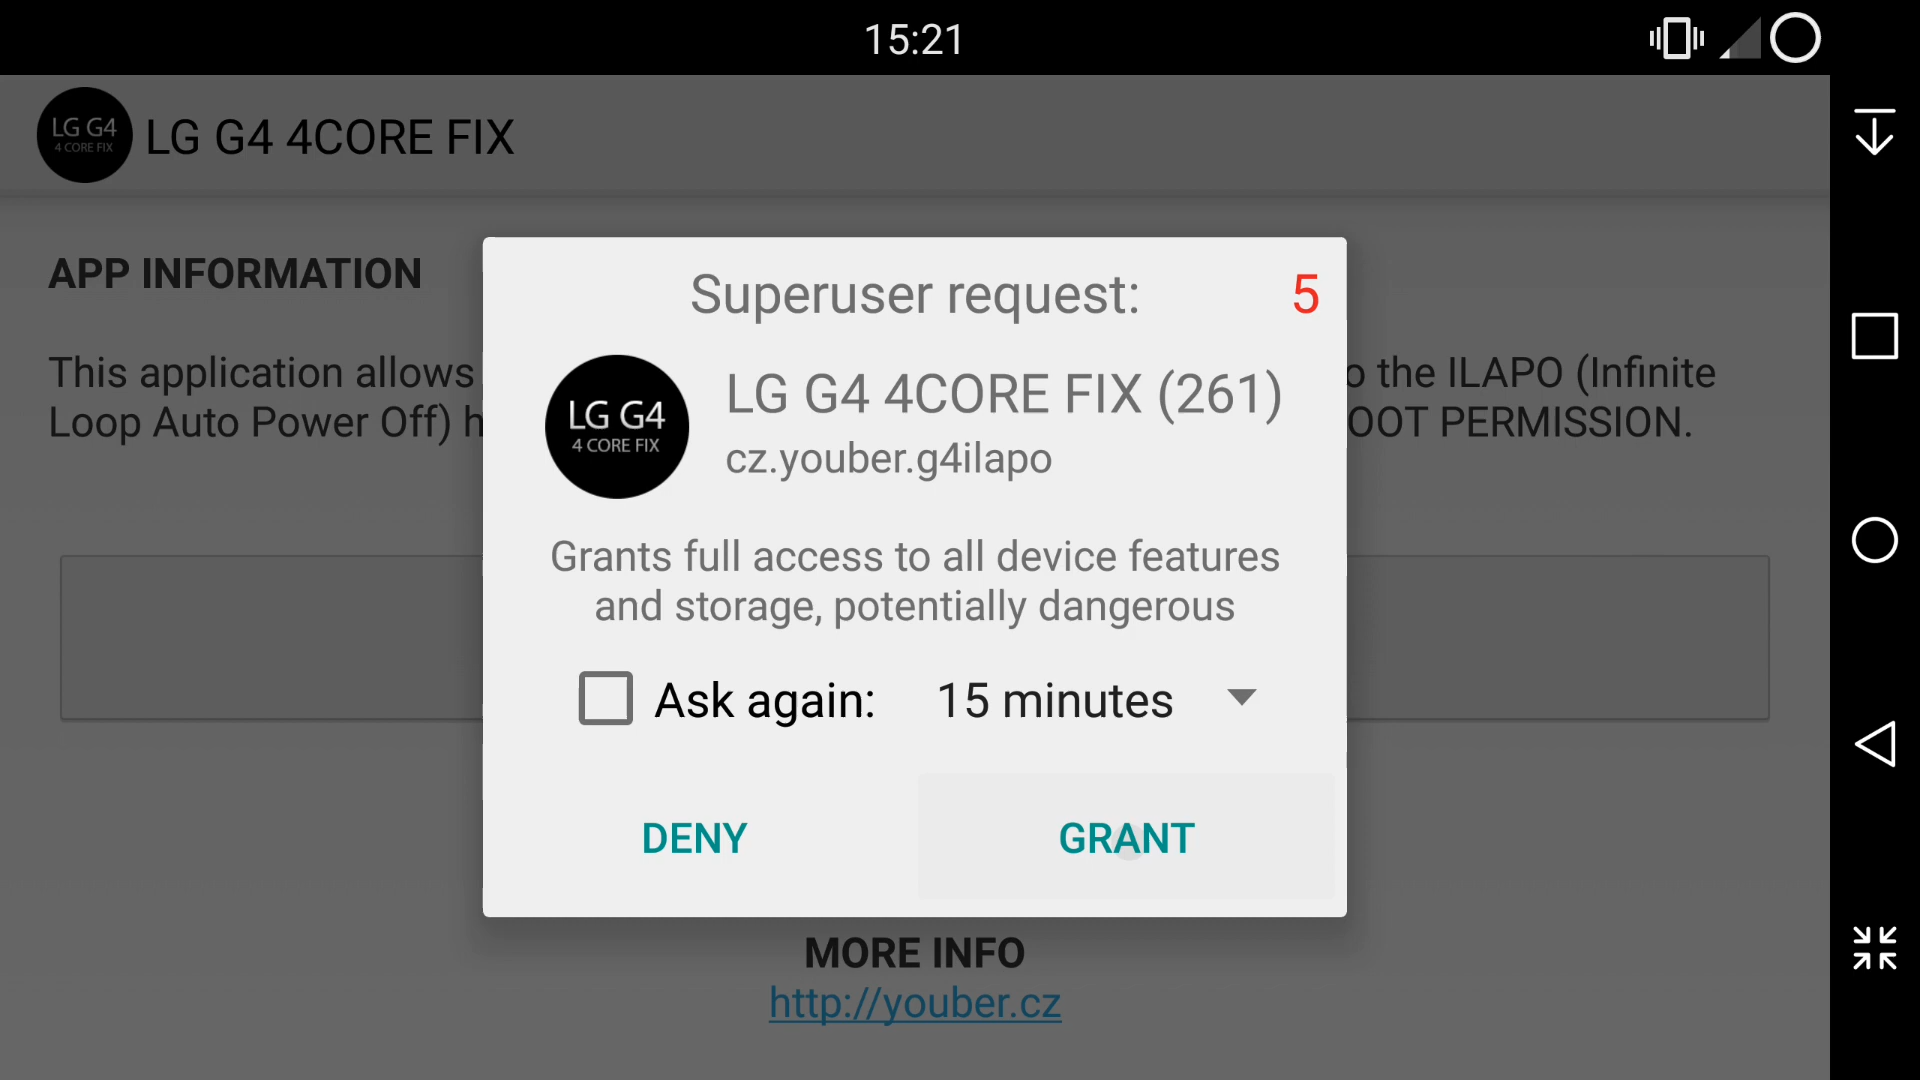 15:21
LG G4
4 CORE FIX
LG G4 4CORE FIX
APP INFORMATION
This application allows
o the ILAPO (Infinite
Loop Auto Power Off) h
OOT PERMISSION.
Superuser request:
5
LG G4
4 CORE FIX
LG G4 4CORE FIX (261)
cz.youber.g4ilapo
Grants full access to all device features
and storage, potentially dangerous
Ask again:
15 minutes
DENY
GRANT
MORE INFO
http://youber.cz